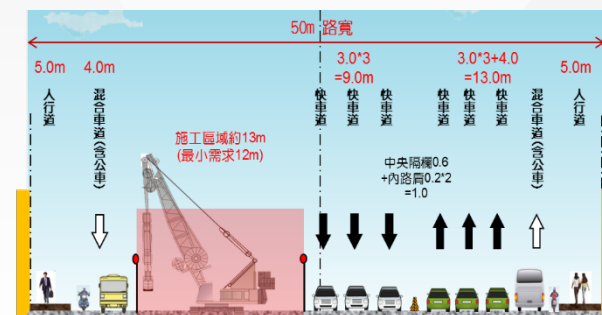 50m 路寬
5.0m
4.0m
3.0*3
=9.0m
3.0*3+4.0
=13.0m
5.0m
人行道
混合車道(含公車)
快車道
快車道
快車道
快車道
快車道
快車道
混合車道(含公車)
人行道
施工區域約13m
(最小需求12m)
中央隔欄0.6
+內路肩0.2*2
=1.0